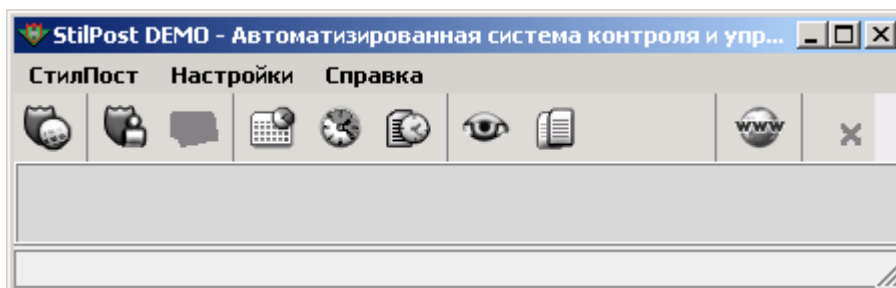 StilPost DEMO - Автоматизированная система контроля и упр...
СтилПост Настройки Справка
www